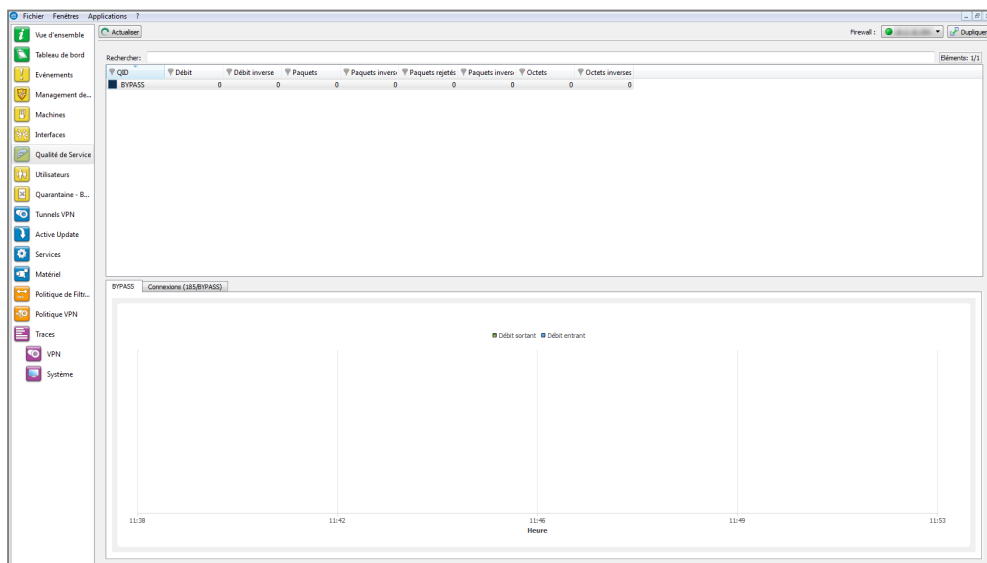 Fichier Fenêtres Applications ?
Actualiser
Firewall :
Dupliquer
Vue d'ensemble
Tableau de bord
Evénements
Management de...
Machines
Interfaces
Qualité de Service
Utilisateurs
Quarantaine - B...
Tunnels VPN
Active Update
Services
Matériel
Politique de Filtr...
Politique VPN
Traces
VPN
Système
Rechercher:
Eléments: 1/1
QID Débit Débit inverse Paquets Paquets invers Paquets rejetés Paquets invers Octets Octets inverses
BYPASS 0 0 0 0 0 0 0 0
BYPASS Connexions (185/BYPASS)
Débit sortant Débit entrant
11:38 11:42 11:46 11:49 11:53
Heure